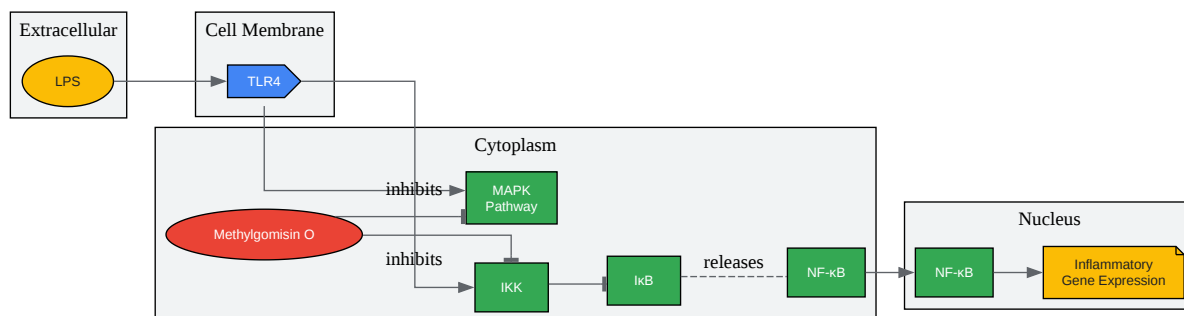 Extracellular
LPS
Cell Membrane
TLR4
Cytoplasm
inhibits
MAPK
Pathway
Methylgomisin O
inhibits
IKK
IκB
releases
NF-κB
Nucleus
NF-κB
Inflammatory
Gene Expression